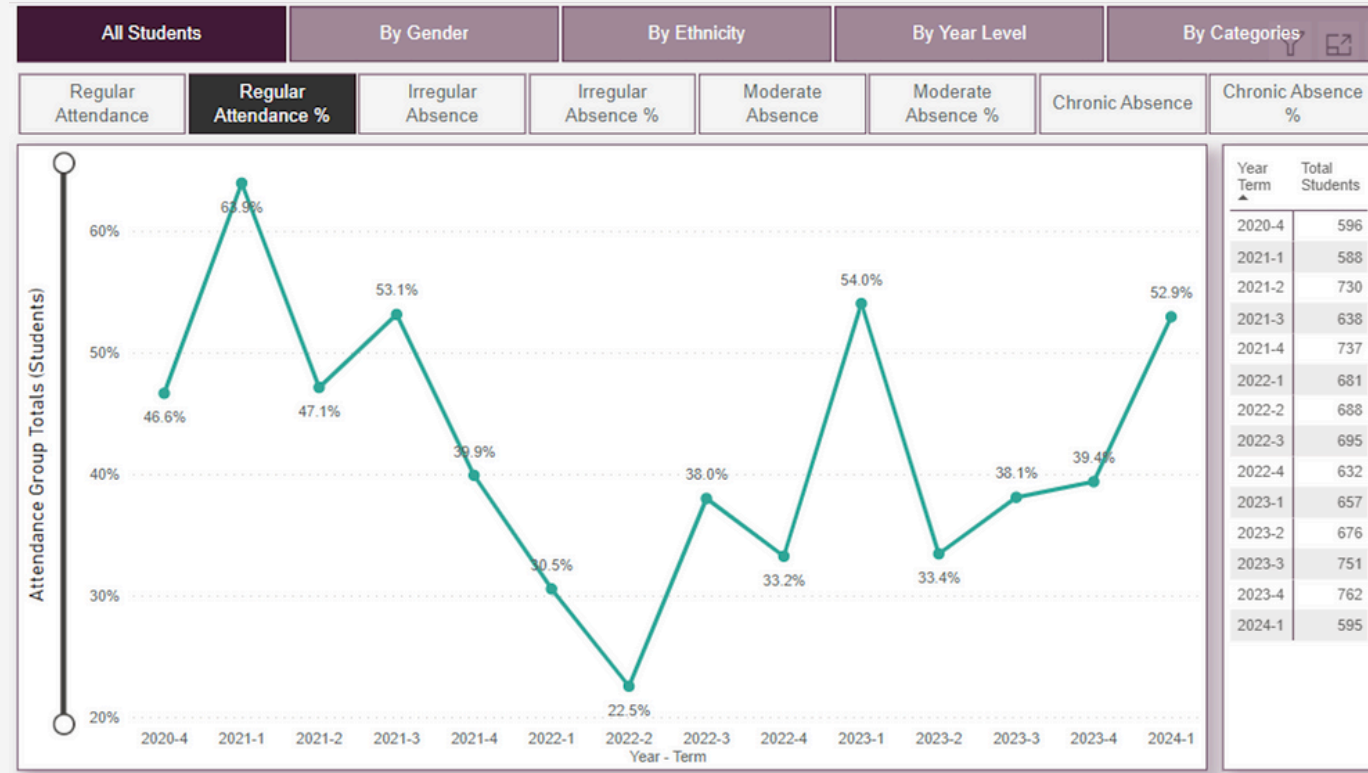 All Students
By Gender
By Ethnicity
By Year Level
By Categories
Regular
Attendance
Regular
Attendance %
Irregular
Absence
Irregular
Absence %
Moderate
Absence
Moderate
Absence %
Chronic Absence
Chronic Absence
%
Attendance Group Totals (Students)
60%
50%
40%
30%
20%
46.6%
63.9%
47.1%
53.1%
39.9%
30.5%
22.5%
38.0%
33.2%
54.0%
33.4%
38.1%
39.4%
52.9%
2020-4 2021-1 2021-2 2021-3 2021-4 2022-1 2022-2 2022-3 2022-4 2023-1 2023-2 2023-3 2023-4 2024-1
Year - Term
Year Total
Term Students
2020-4 596
2021-1 588
2021-2 730
2021-3 638
2021-4 737
2022-1 681
2022-2 688
2022-3 695
2022-4 632
2023-1 657
2023-2 676
2023-3 751
2023-4 762
2024-1 595